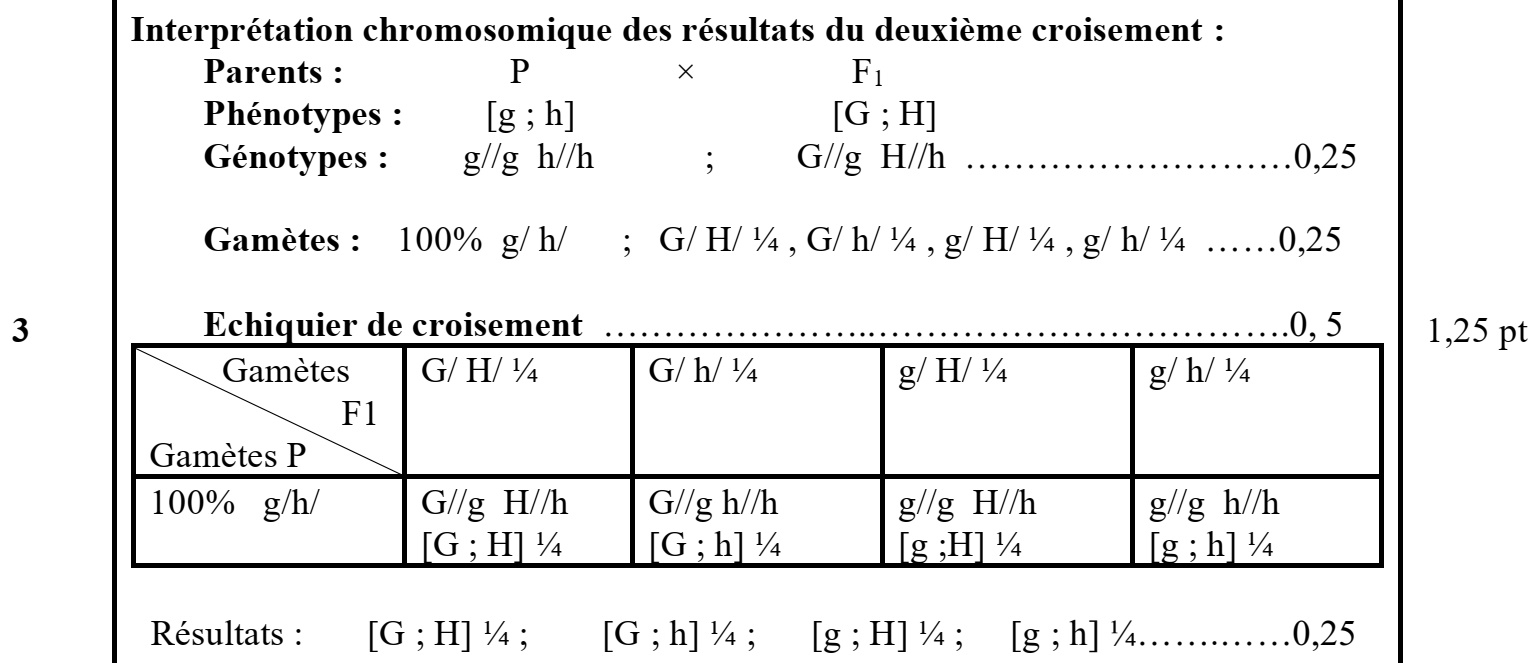 Interprétation chromosomique des résultats du deuxième croisement :
Parents : P × F₁
Phénotypes : [g ; h] [G ; H]
Génotypes : g//g h//h ; G//g H//h ………………………0,25
Gamètes : 100% g/ h/ ; G/ H/ ¼ , G/ h/ ¼ , g/ H/ ¼ , g/ h/ ¼ ……0,25
3
Echiquier de croisement …………………..…………………………………….0, 5
1,25 pt
Gamètes F1
Gamètes P
G/ H/ ¼
G/ h/ ¼
g/ H/ ¼
g/ h/ ¼
100% g/h/
G//g H//h
[G ; H] ¼
G//g h//h
[G ; h] ¼
g//g H//h
[g ;H] ¼
g//g h//h
[g ; h] ¼
Résultats : [G ; H] ¼ ; [G ; h] ¼ ; [g ; H] ¼ ; [g ; h] ¼…….……0,25